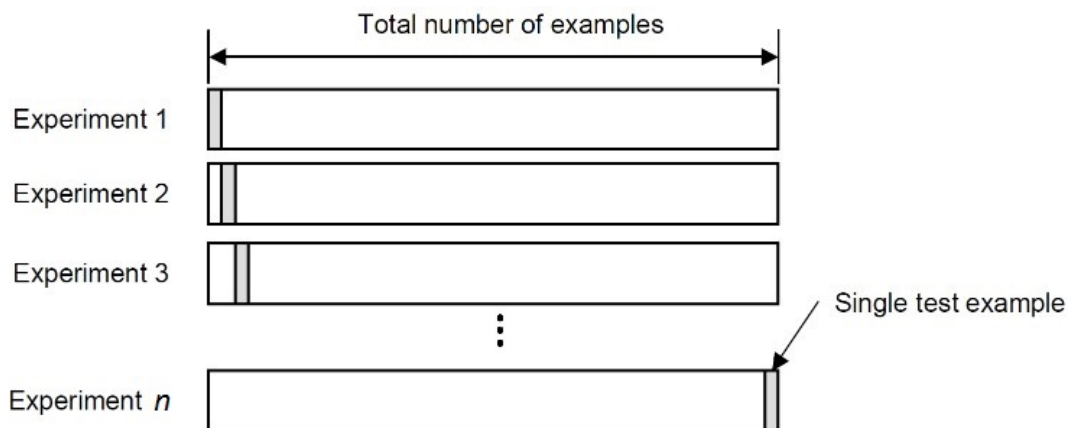 Total number of examples
Experiment 1
Experiment 2
Experiment 3
Single test example
Experiment n